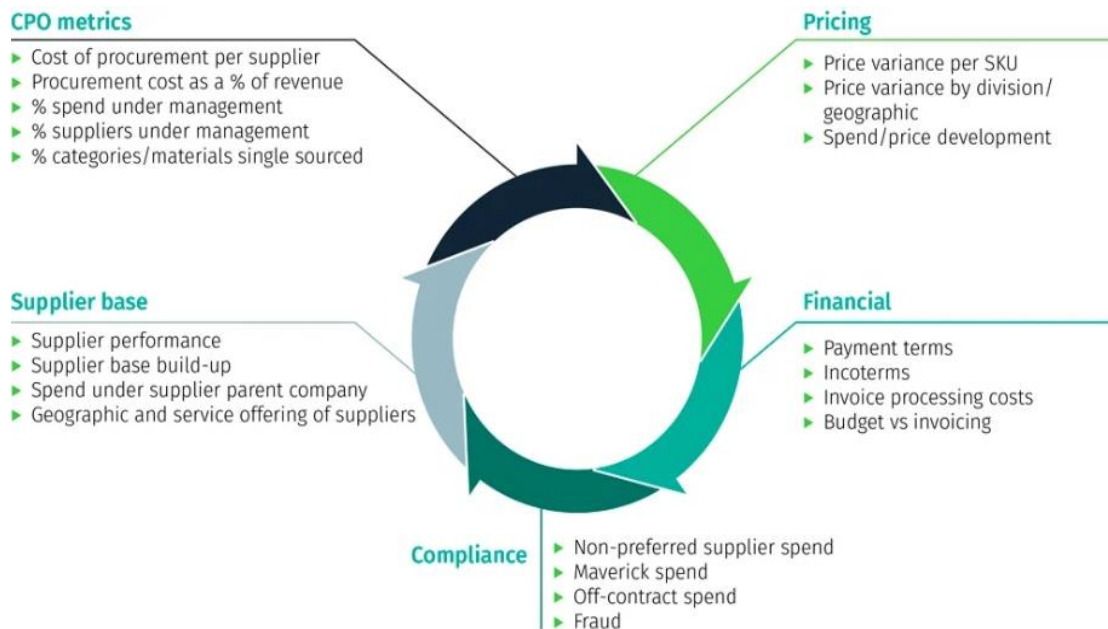 CPO metrics
Cost of procurement per supplier
Procurement cost as a % of revenue
% spend under management
% suppliers under management
% categories/materials single sourced
Pricing
Price variance per SKU
Price variance by division/
geographic
Spend/price development
Supplier base
Supplier performance
Supplier base build-up
Spend under supplier parent company
Geographic and service offering of suppliers
Financial
Payment terms
Incoterms
Invoice processing costs
Budget vs invoicing
Compliance
Non-preferred supplier spend
Maverick spend
Off-contract spend
Fraud